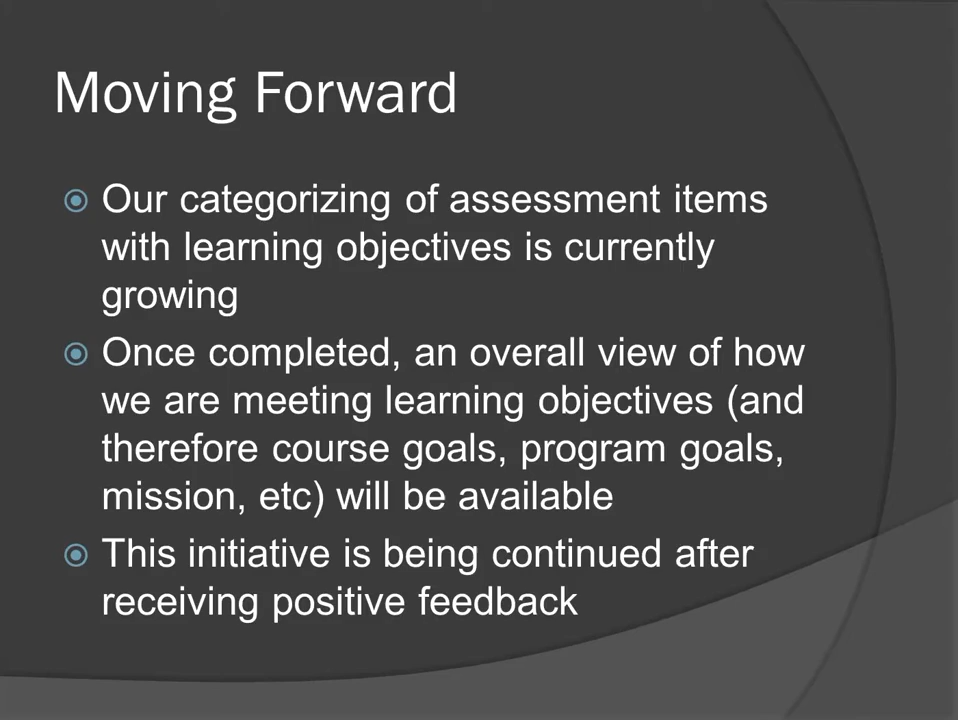 Moving Forward
Our categorizing of assessment items
with learning objectives is currently
growing
Once completed, an overall view of how
we are meeting learning objectives (and
therefore course goals, program goals,
mission, etc) will be available
This initiative is being continued after
receiving positive feedback